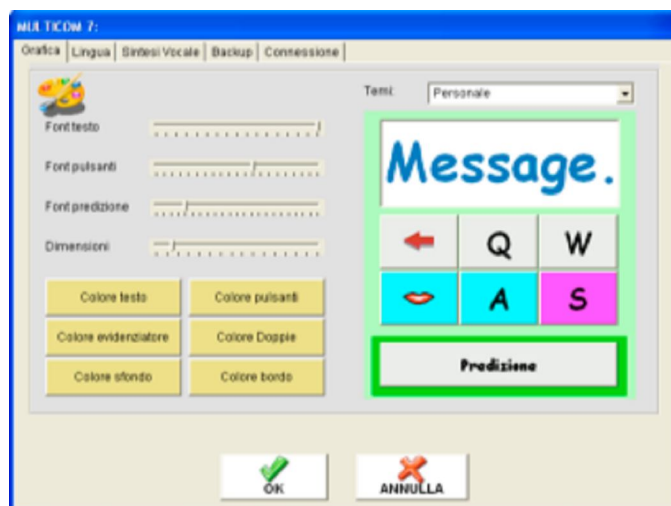 MULTICOM 7:
Grafica Lingua Sintesi Vocale Backup Connessione
Temi: Personale
Font testo
Font pulsanti
Font predizione
Dimensioni
Colore testo Colore pulsanti
Colore evidenziatore Colore Doppie
Colore sfondo Colore bordo
Message.
Q W
A S
Predizione
OK ANNULLA